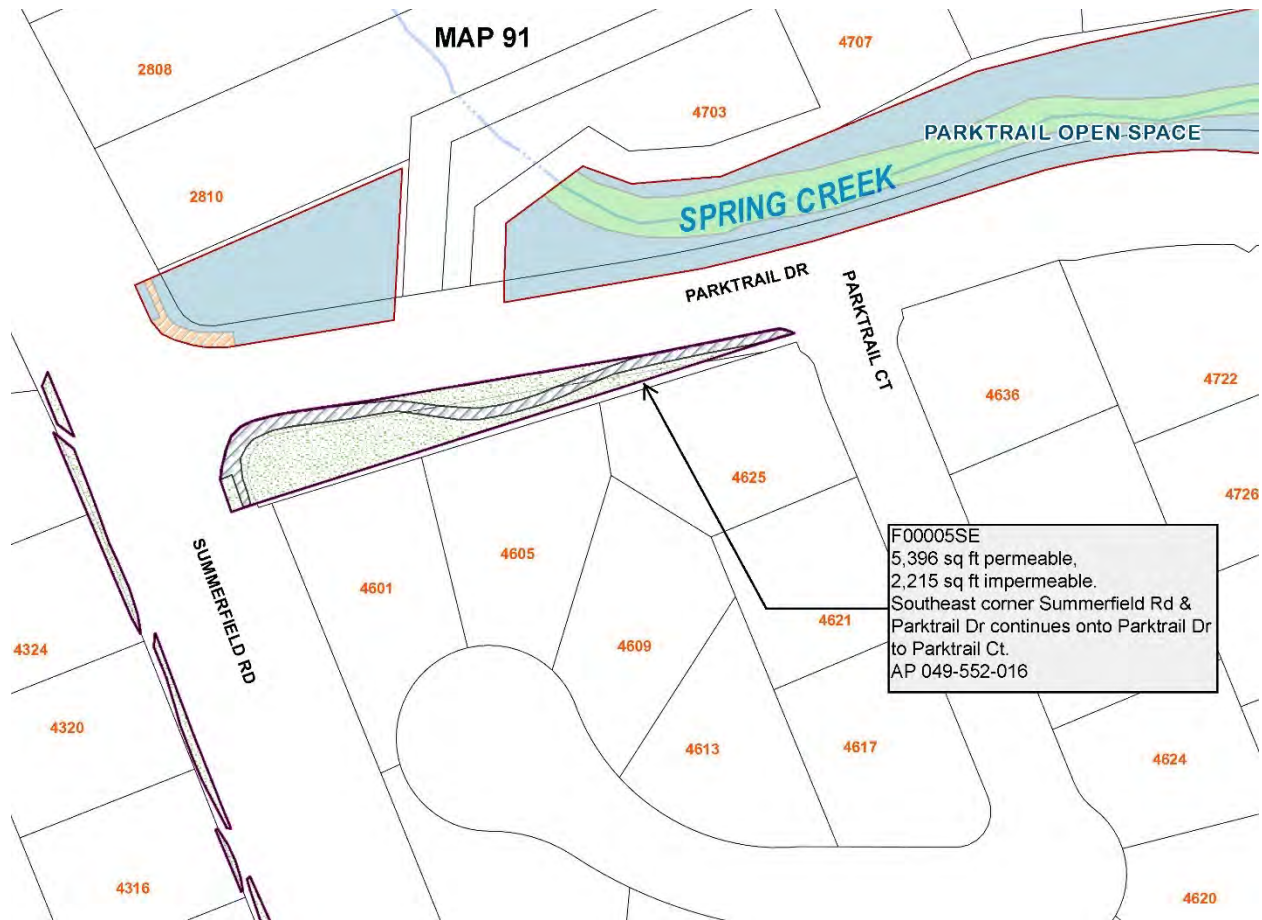 MAP 91
2808
4707
4703
PARKTRAIL OPEN SPACE
2810
SPRING CREEK
PARKTRAIL DR
PARKTRAIL CT
4636
4722
4625
4726
4605
4601
SUMMERFIELD RD
F00005SE
5,396 sq ft permeable,
2,215 sq ft impermeable.
Southeast corner Summerfield Rd &
Parktrail Dr continues onto Parktrail Dr
to Parktrail Ct.
AP 049-552-016
4621
4609
4324
4320
4613
4617
4624
4316
4620